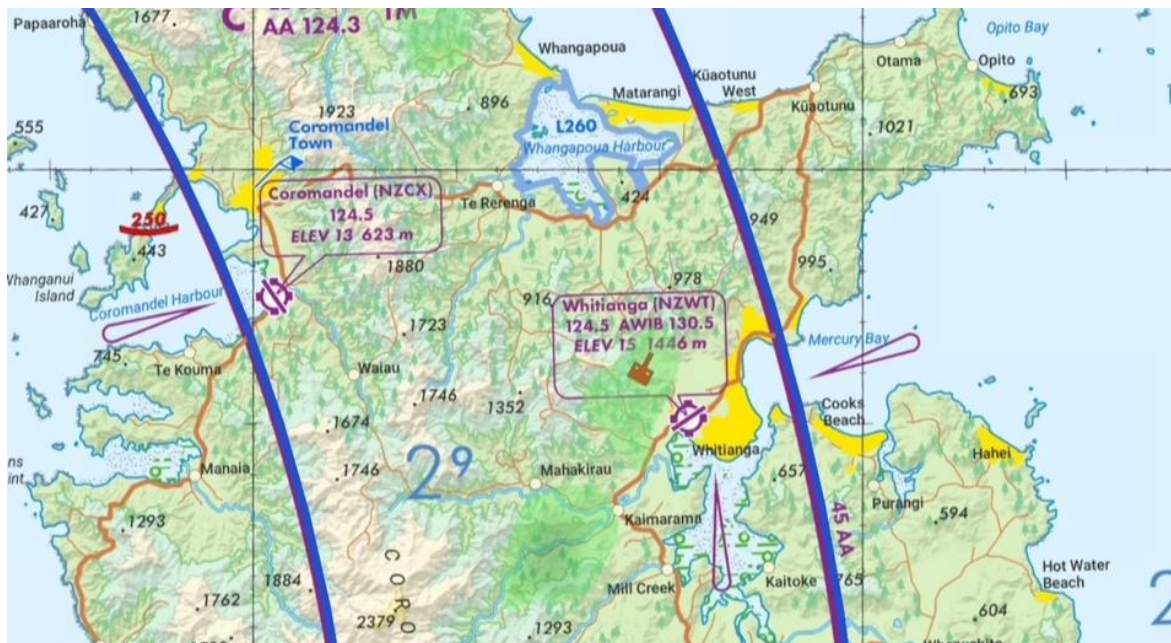 1677
C
AA 124.3
1M
Papaaroha
Whangapoua
Opito Bay
Otama
Opito
693
Kūaotunu
West
Matarangi
Kūaotunu
896
1923
555
Coromandel
Town
L260
Whangapoua Harbour
1021
Coromandel (NZCX)
124.5
ELEV 13 623 m
Te Rerenga
424
427
250
443
949
995
1880
978
Whanganui
Island
Coromandel Harbour
916
Whitianga (NZWT)
124.5 AWIB 130.5
ELEV 15 1446 m
Mercury Bay
1723
745
Te Kouma
Waiau
1746
1352
Cooks
Beach
1674
Whitianga
Hahei
2⁹
1746
Manaia
Mahakirau
657
Purangi
594
Kaimarama
45 AA
1293
Hot Water
Beach
Mill Creek
Kaitoke
765
1884
1762
2379
CORO
1293
604
2